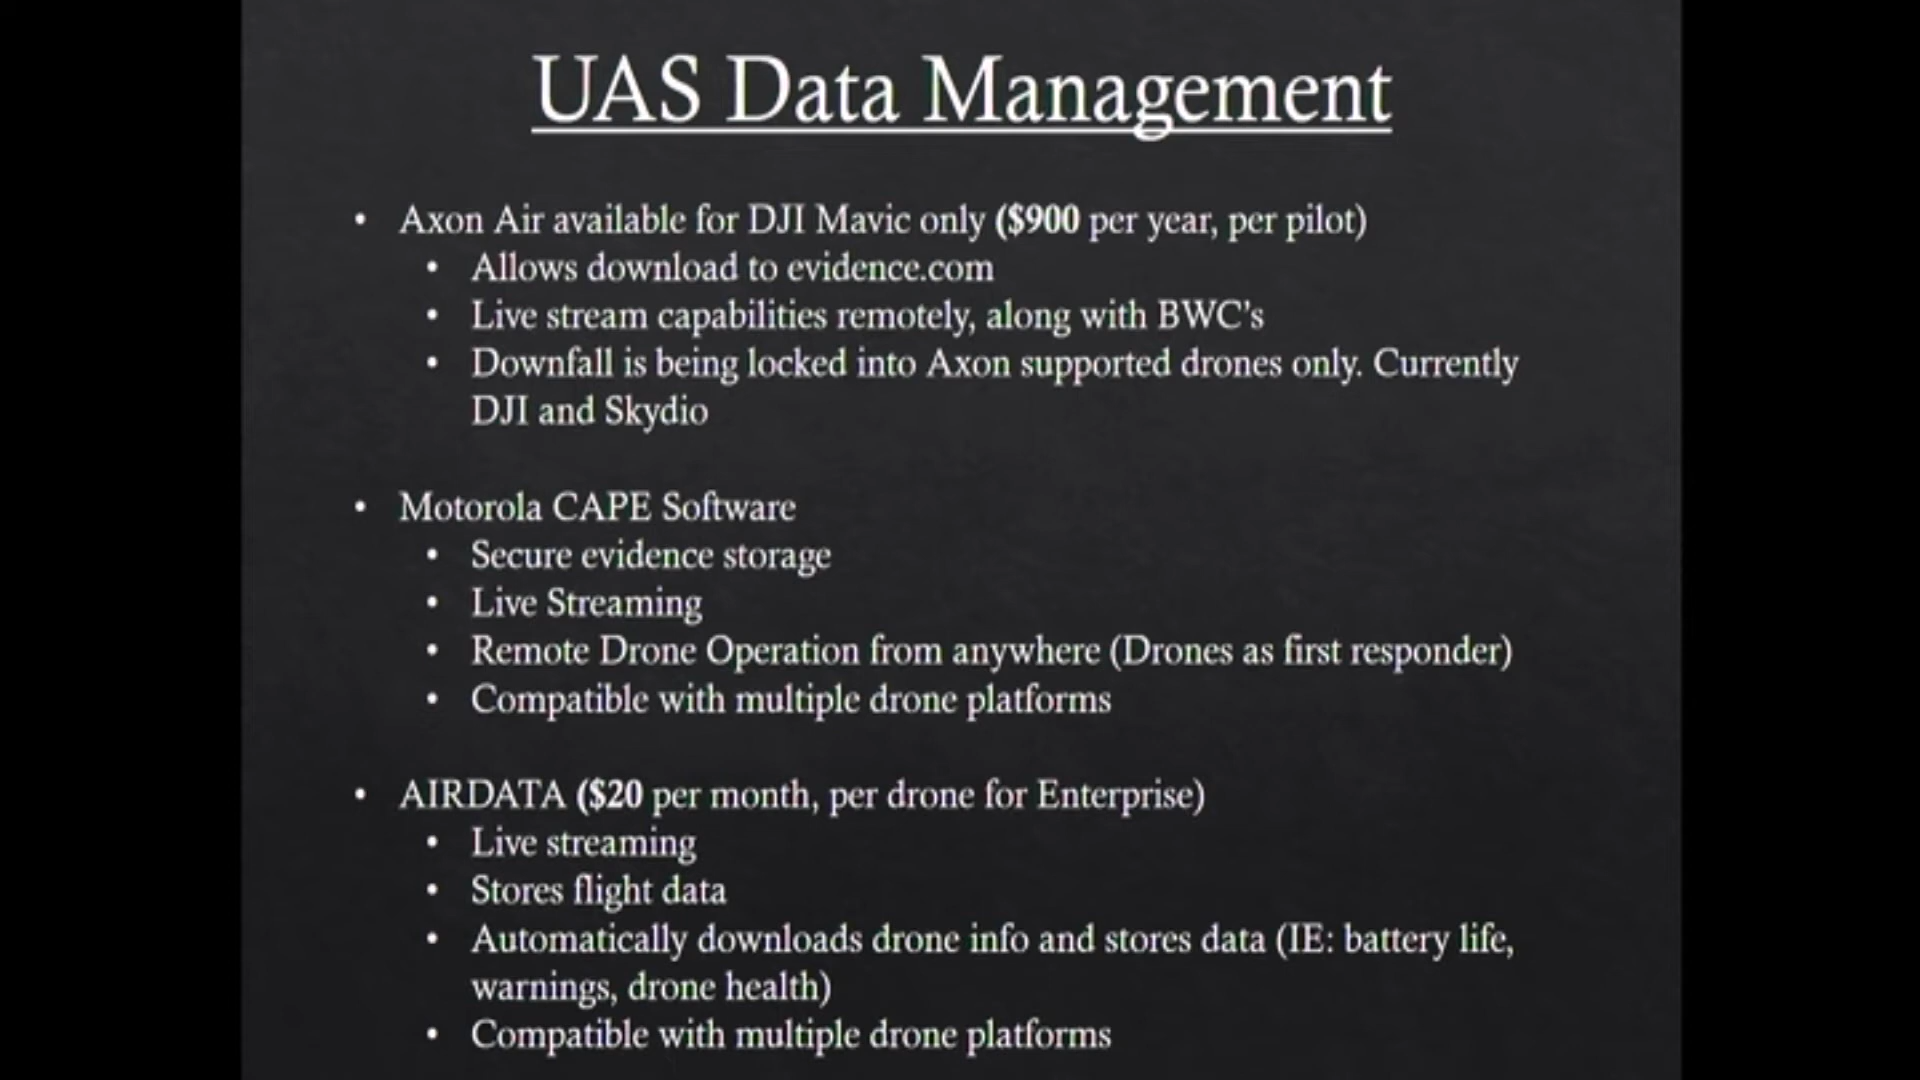 UAS Data Management
• Axon Air available for DJI Mavic only ($900 per year, per pilot)
• Allows download to evidence.com
• Live stream capabilities remotely, along with BWC's
• Downfall is being locked into Axon supported drones only. Currently
DJI and Skydio
• Motorola CAPE Software
• Secure evidence storage
• Live Streaming
• Remote Drone Operation from anywhere (Drones as first responder)
• Compatible with multiple drone platforms
• AIRDATA ($20 per month, per drone for Enterprise)
• Live streaming
• Stores flight data
• Automatically downloads drone info and stores data (IE: battery life,
warnings, drone health)
• Compatible with multiple drone platforms